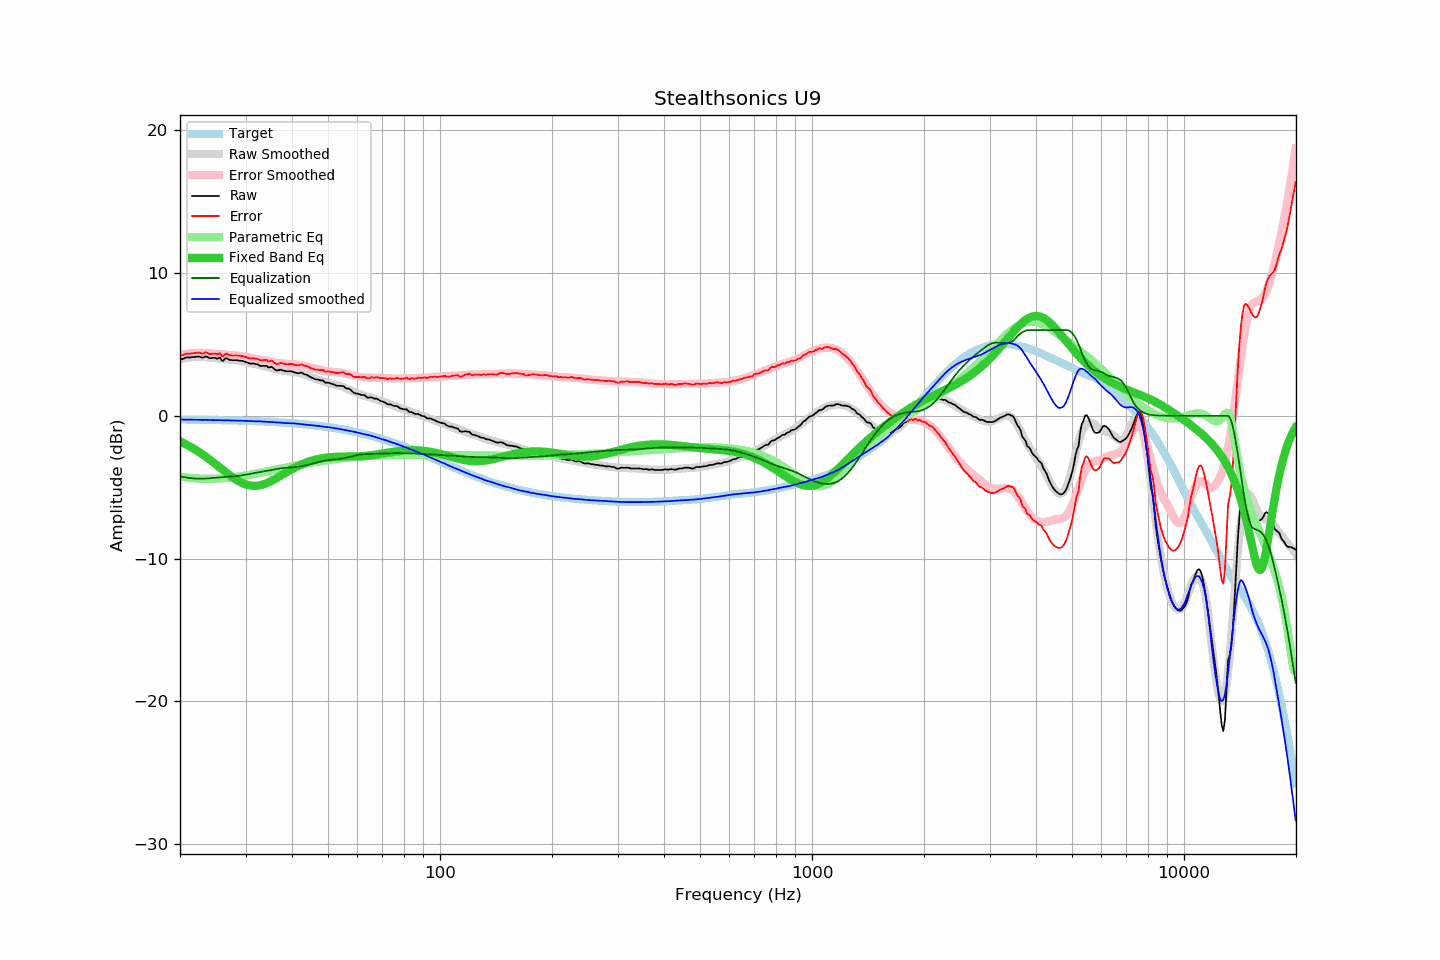 Stealthsonics U9
Target
Raw Smoothed
Error Smoothed
Raw
Error
Parametric Eq
Fixed Band Eq
Equalization
Equalized smoothed
20
10
0
−10
−20
−30
Amplitude (dBr)
100
1000
10000
Frequency (Hz)